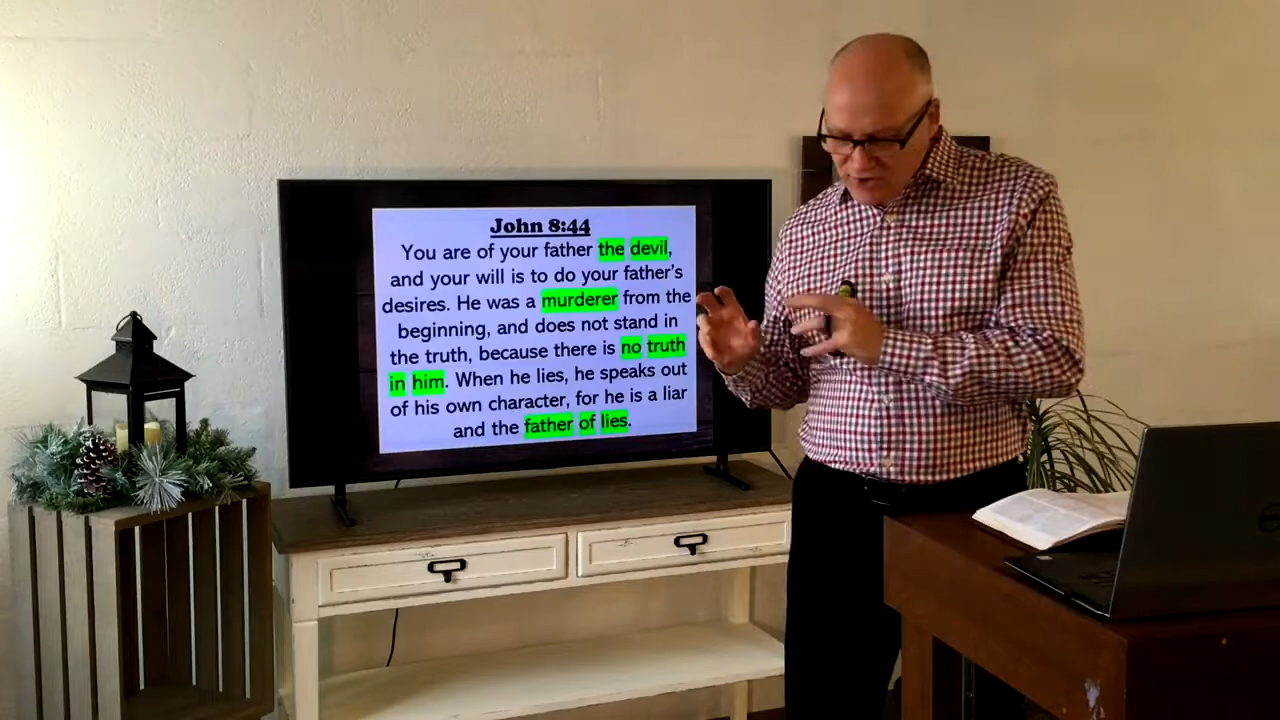 John 8:44
You are of your father the devil,
and your will is to do your father's
desires. He was a murderer from the
beginning, and does not stand in
the truth, because there is no truth
in him. When he lies, he speaks out
of his own character, for he is a liar
and the father of lies.